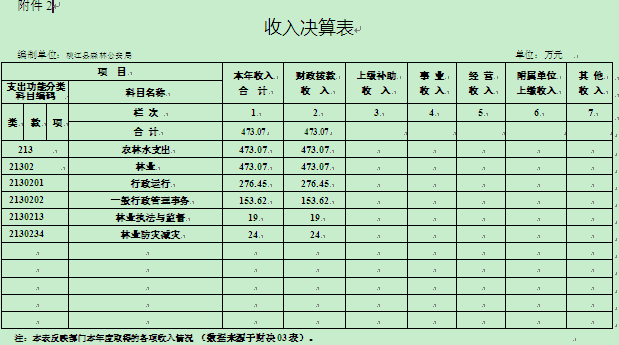 附件 2
收入决算表
编制单位：桃江县森林公安局 单位：万元
项 目 本年收入合 计 财政拨款收 入 上级补助收 入 事 业收 入 经 营收 入 附属单位上缴收入 其 他收 入
支出功能分类科目编码 科目名称
类 款 项 栏 次 1. 2. 3. 4. 5. 6. 7.
合 计 473.07 473.07
213 农林水支出 473.07 473.07
21302 林业 473.07 473.07
2130201 行政运行 276.45 276.45
2130202 一般行政管理事务 153.62 153.62
2130213 林业执法与监督 19 19
2130234 林业防灾减灾 24 24
注：本表反映部门本年度取得的各项收入情况（数据来源于财决 03 表）。